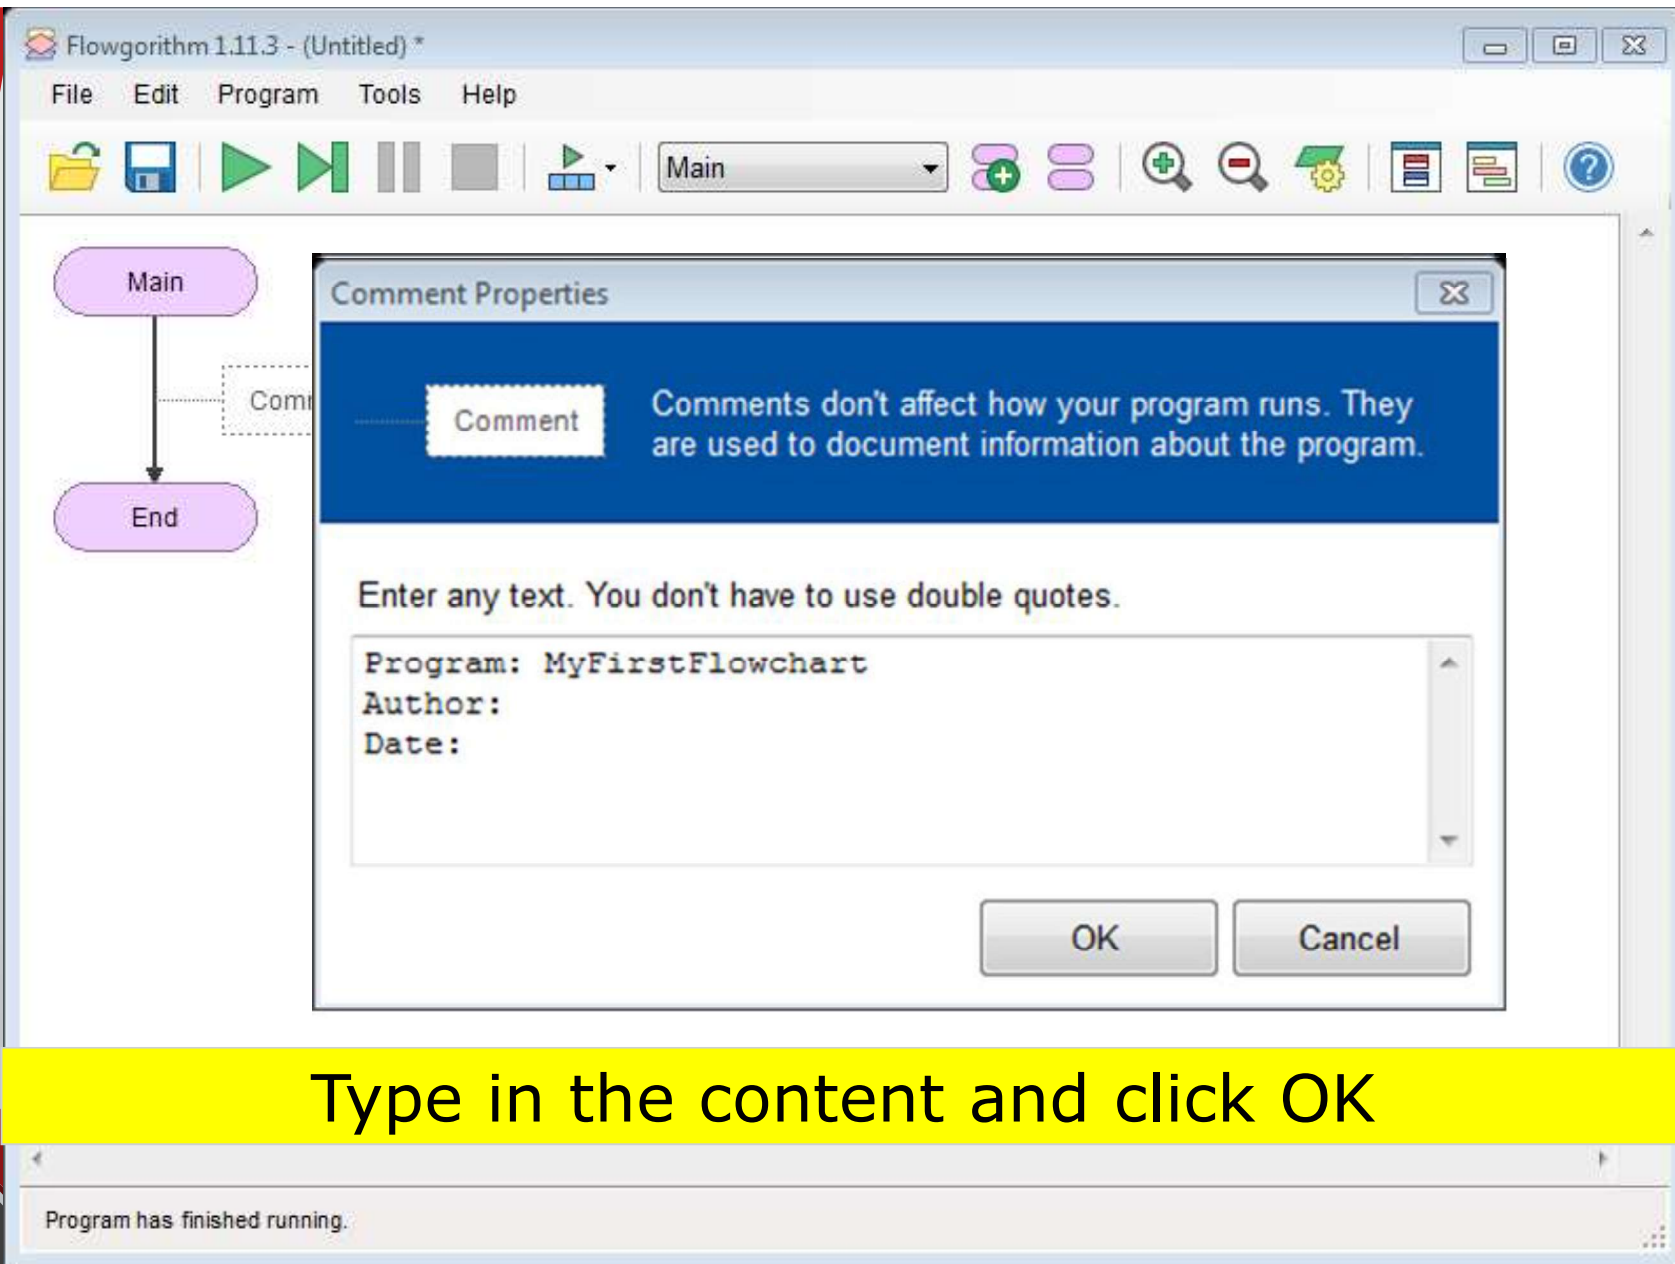 Flowgorithm 1.11.3 - (Untitled) *
File Edit Program Tools Help
Main
Main
End
Comment Properties
Comment
Comments don't affect how your program runs. They
are used to document information about the program.
Enter any text. You don't have to use double quotes.
Program: MyFirstFlowchart
Author:
Date:
OK Cancel
Type in the content and click OK
Program has finished running.